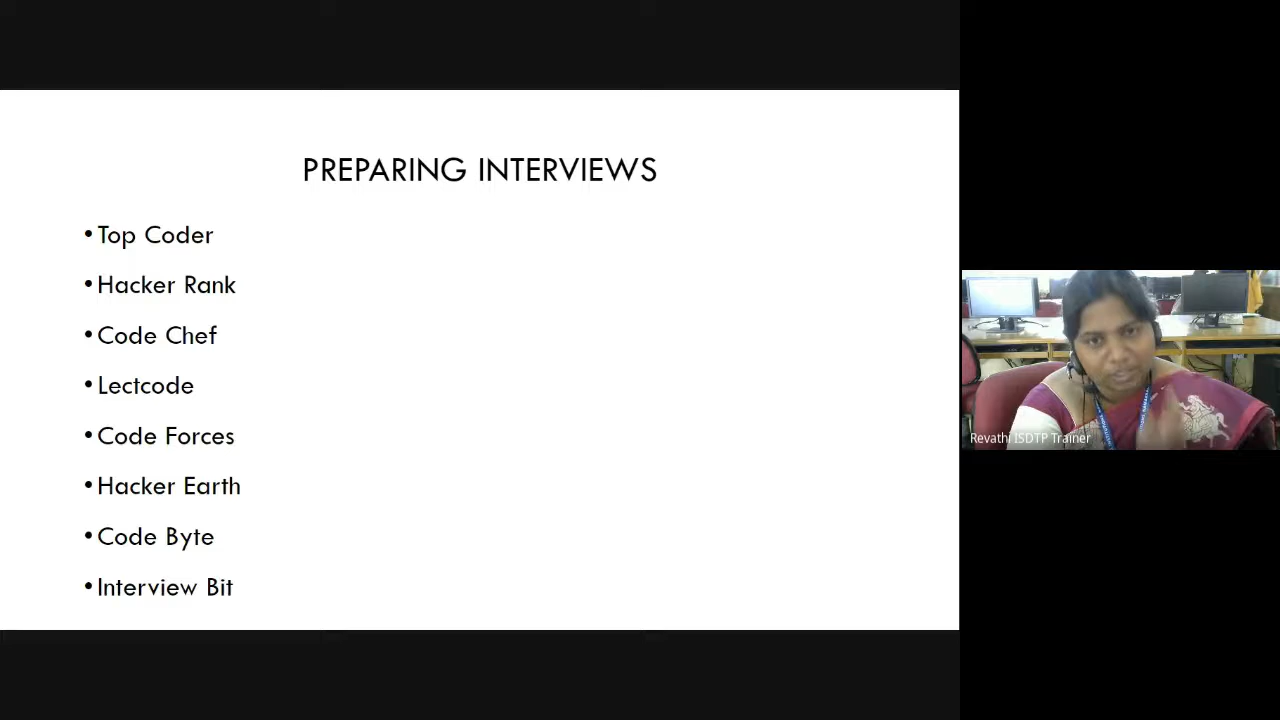 PREPARING INTERVIEWS
• Top Coder
• Hacker Rank
• Code Chef
• Lectcode
• Code Forces
• Hacker Earth
• Code Byte
• Interview Bit
Revathi ISDTP Trainer